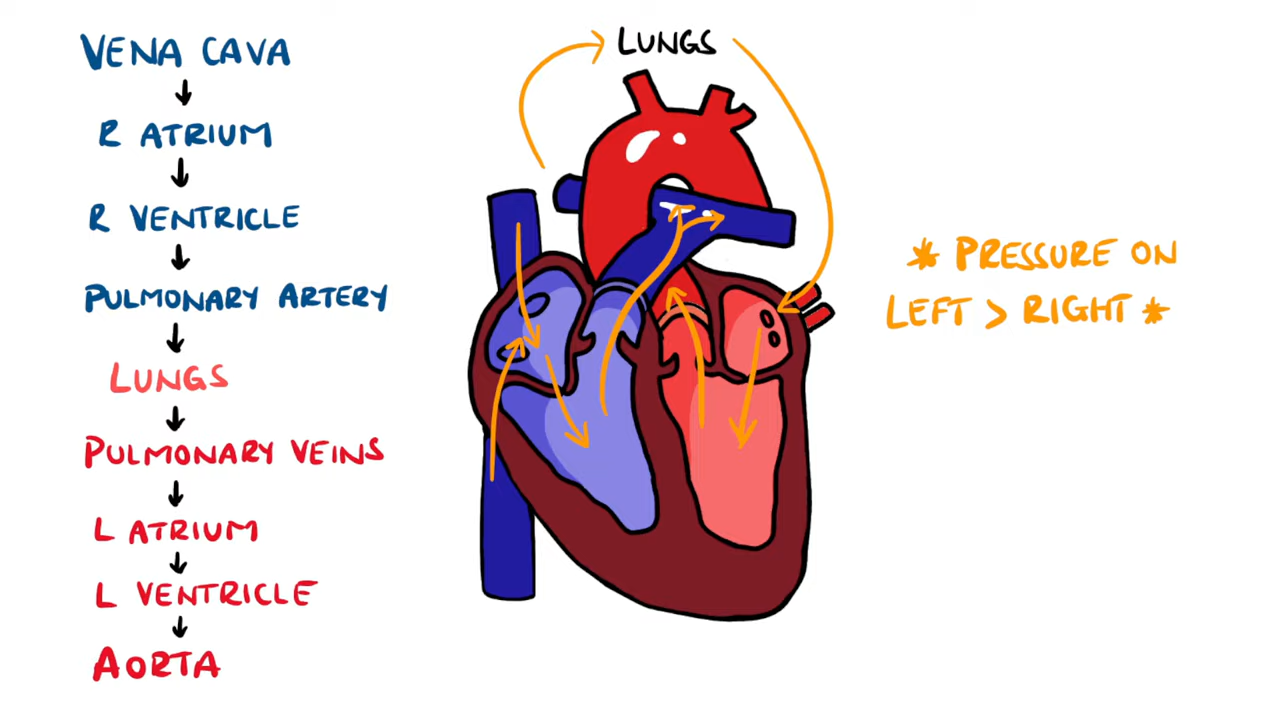 VENA CAVA
R ATRIUM
R VENTRICLE
PULMONARY ARTERY
LUNGS
PULMONARY VEINS
L ATRIUM
L VENTRICLE
AORTA
LUNGS
* PRESSURE ON
LEFT > RIGHT *